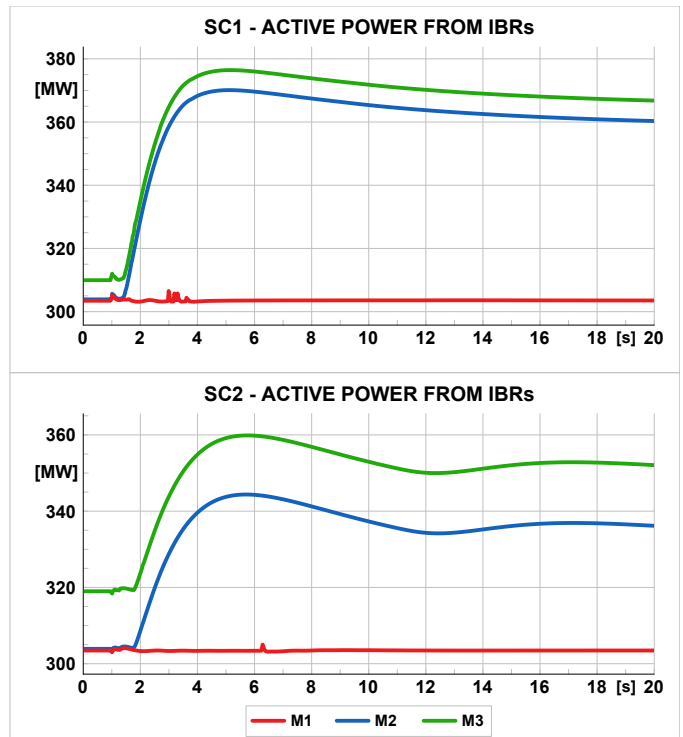 SC1 - ACTIVE POWER FROM IBRs
380
[MW]
360
340
320
300
0 2 4 6 8 10 12 14 16 18 [s] 20
SC2 - ACTIVE POWER FROM IBRs
360
[MW]
340
320
300
0 2 4 6 8 10 12 14 16 18 [s] 20
M1 M2 M3